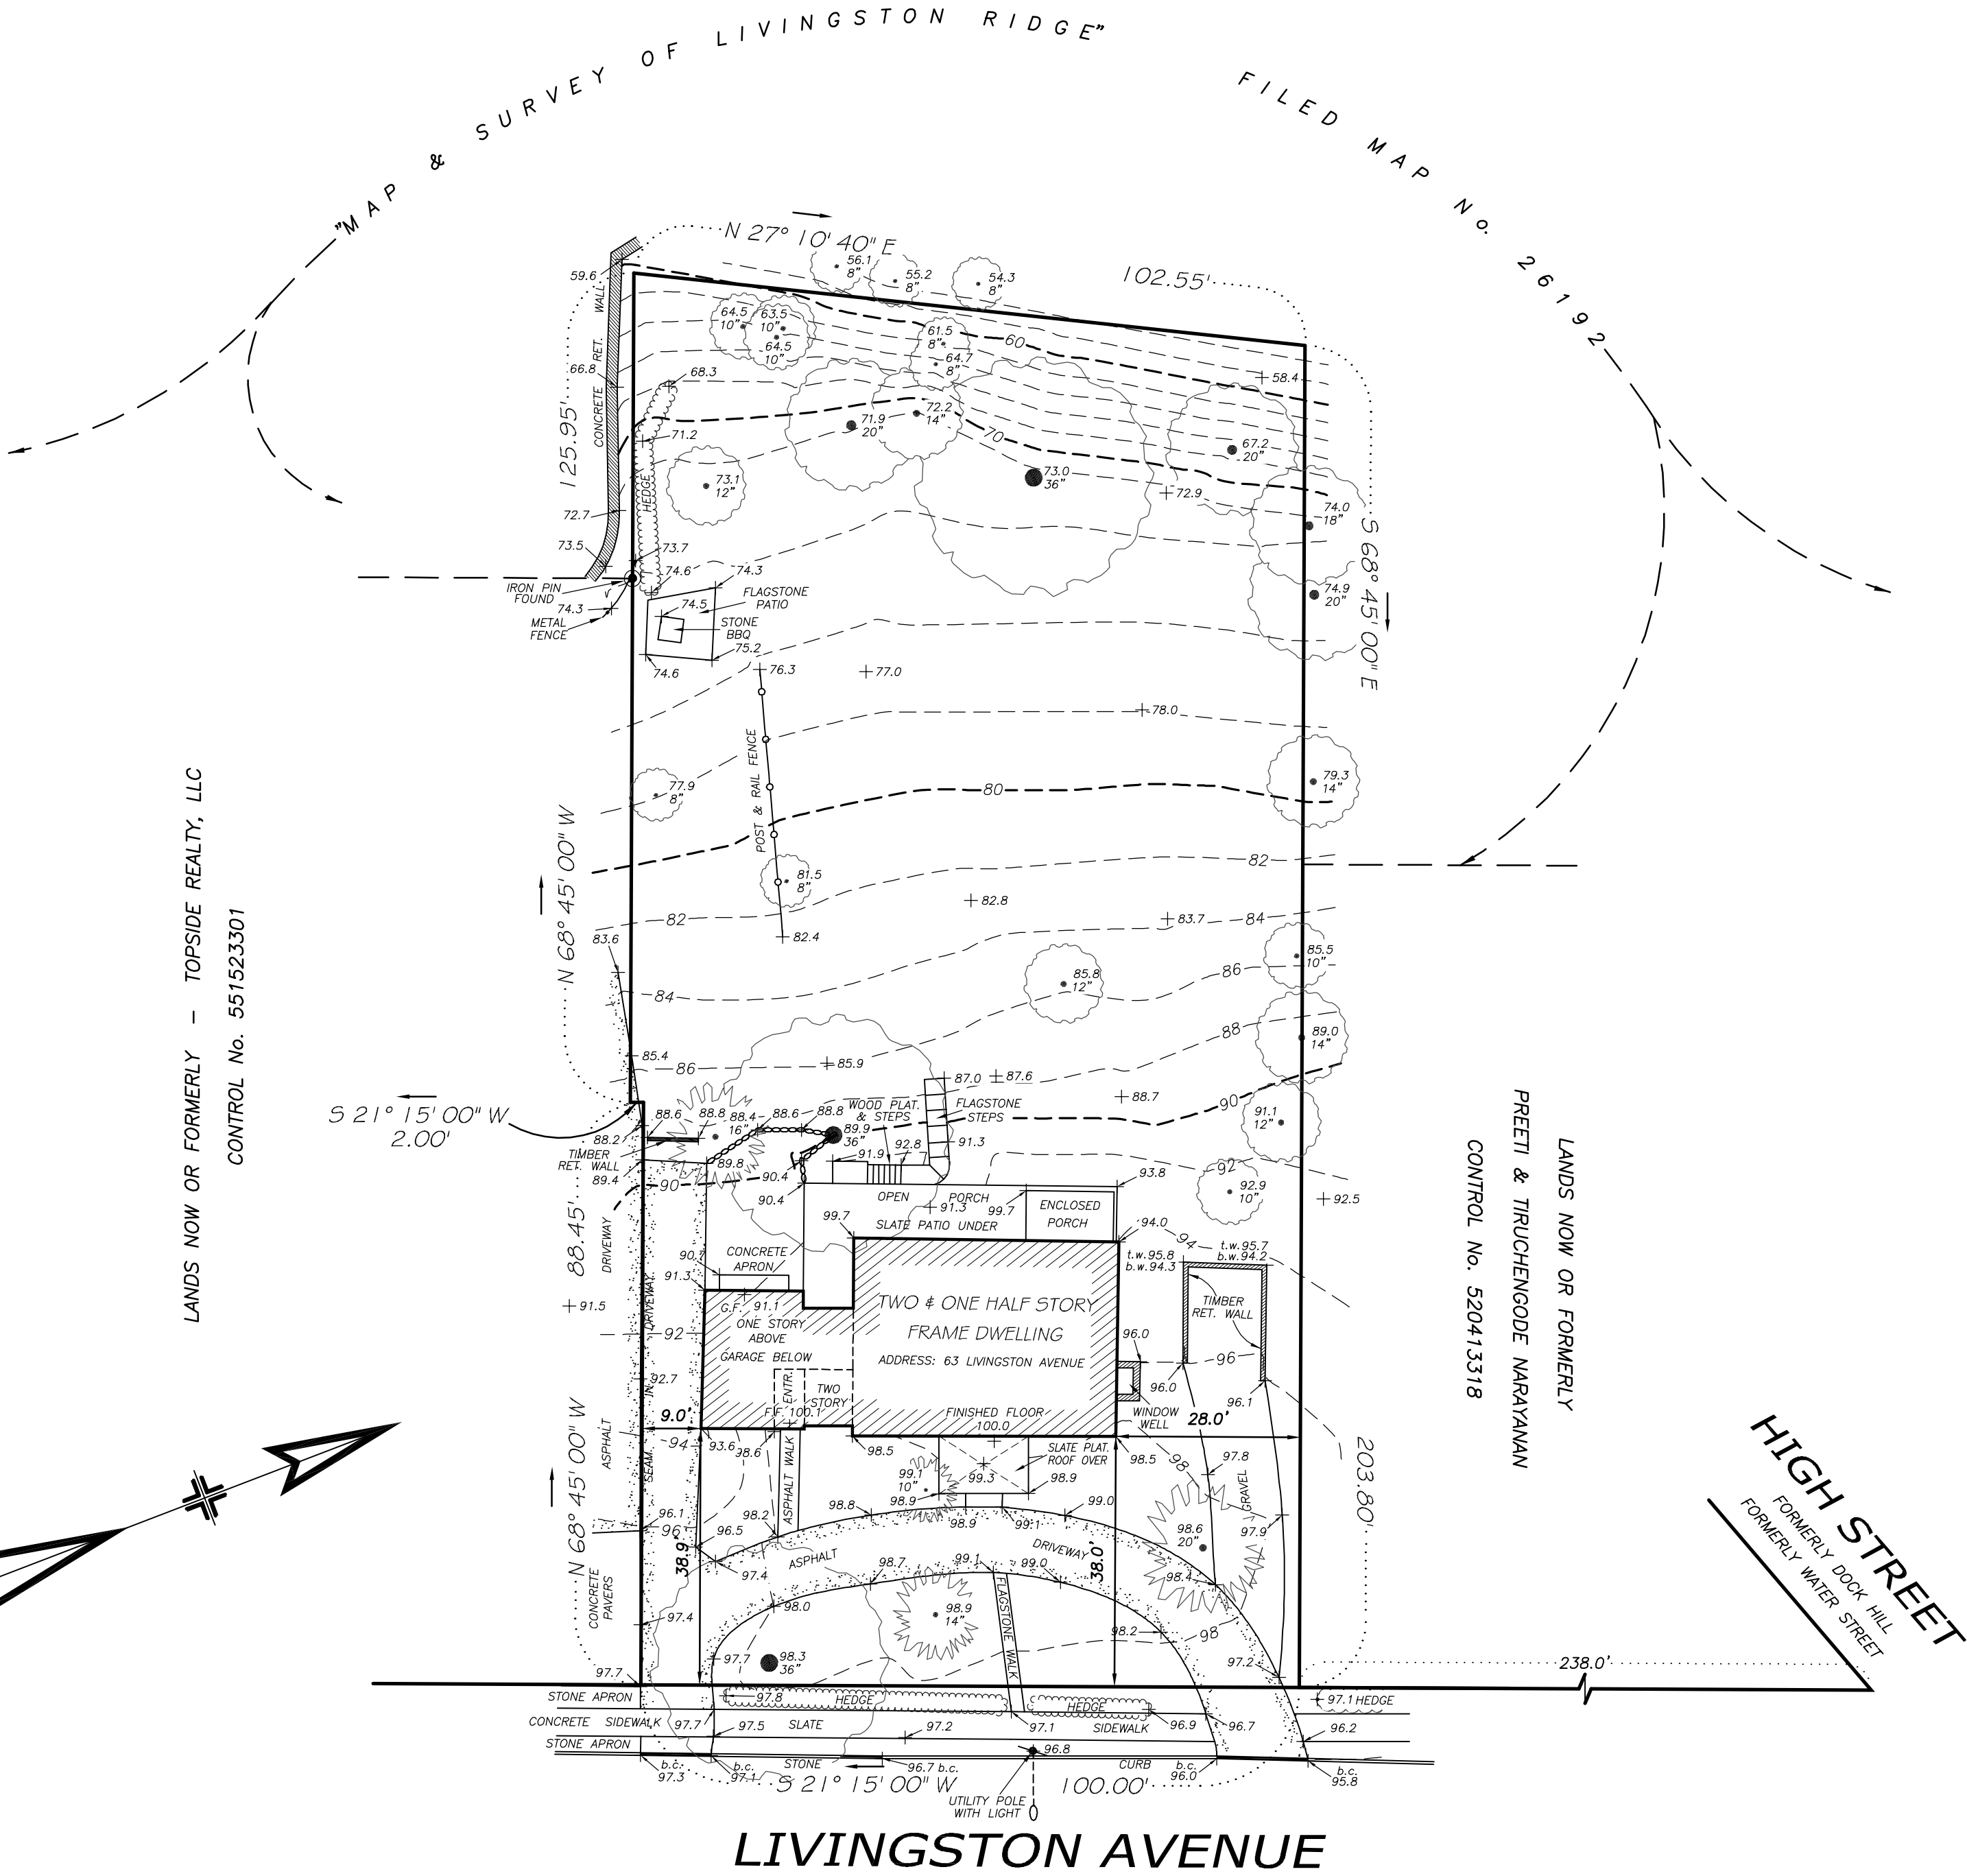 "MAP & SURVEY OF LIVINGSTON RIDGE"
FILED MAP No. 26192
N 27° 10' 40" E
102.55'
56.1
8"
55.2
8"
54.3
8"
59.6
CONCRETE RET. WALL
64.5
10"
63.5
10"
64.5
10"
61.5
8"
64.7
8"
60
66.8
68.3
58.4
125.95'
71.2
71.9
20"
72.2
14"
70
67.2
20"
HEDGE
73.1
12"
73.0
36"
72.9
74.0
18"
72.7
73.5
73.7
S 68° 45' 00" E
IRON PIN
FOUND
74.6
74.3
FLAGSTONE
PATIO
74.9
20"
74.3
74.5
METAL
FENCE
STONE
BBQ
75.2
74.6
76.3
77.0
78.0
POST & RAIL FENCE
77.9
8"
80
79.3
14"
81.5
8"
82
82
82.8
83.7
84
82.4
83.6
N 68° 45' 00" W
85.5
10"
85.8
12"
86
84
88
89.0
14"
85.4
86
85.9
87.0
87.6
88.7
90
91.1
12"
S 21° 15' 00" W
2.00'
88.6
88.8
88.4
16"
88.6
88.8
WOOD PLAT.
& STEPS
FLAGSTONE
STEPS
89.9
36"
88.2
TIMBER
RET. WALL
89.4
89.8
90.4
91.9
92.8
91.3
92
92.9
10"
92.5
90
90.4
93.8
OPEN PORCH
91.3
99.7
ENCLOSED
PORCH
99.7
SLATE PATIO UNDER
94.0
94
88.45'
DRIVEWAY
90.7
CONCRETE
APRON
91.3
t.w.95.8
b.w.94.3
t.w.95.7
b.w.94.2
91.5
G.F. 91.1
ONE STORY
ABOVE
GARAGE BELOW
TWO & ONE HALF STORY
FRAME DWELLING
ADDRESS: 63 LIVINGSTON AVENUE
TIMBER
RET. WALL
92
96.0
96
96.0
96.1
92.7
ENTR.
TWO
STORY
F.F. 100.1
FINISHED FLOOR
100.0
WINDOW
WELL
9.0'
28.0'
N 68° 45' 00" W
ASPHALT
SEAM IN DRIVEWAY
94
93.6
98.6
98.5
SLATE PLAT.
ROOF OVER
98.5
98
97.8
203.80'
ASPHALT WALK
99.1
10"
99.3
98.9
98.9
GRAVEL
96.1
96
96.5
98.2
98.8
98.9
99.1
99.0
98.6
20"
97.9
38.9'
97.4
ASPHALT
DRIVEWAY
98.7
99.1
99.0
38.0'
98.4
CONCRETE
PAVERS
97.4
98.0
98.9
14"
FLAGSTONE WALK
98.2
98
97.7
98.3
36"
97.7
97.2
238.0'
STONE APRON
97.8
HEDGE
HEDGE
97.1
HEDGE
CONCRETE SIDEWALK
97.7
97.5
SLATE
97.2
97.1
SIDEWALK
96.9
96.7
96.2
STONE APRON
96.8
b.c.
97.3
b.c.
97.1
STONE
96.7 b.c.
CURB
b.c.
96.0
b.c.
95.8
S 21° 15' 00" W
100.00'
UTILITY POLE
WITH LIGHT
LIVINGSTON AVENUE
LANDS NOW OR FORMERLY - TOPSIDE REALTY, LLC
CONTROL No. 551523301
LANDS NOW OR FORMERLY
PREETI & TIRUCHENGODE NARAYANAN
CONTROL No. 520413318
HIGH STREET
FORMERLY DOCK HILL
FORMERLY WATER STREET